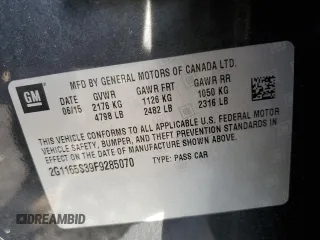 GM
MFD BY GENERAL MOTORS OF CANADA LTD.
DATE GVWR GAWR FRT GAWR RR
06/15 2176 KG 1126 KG 1050 KG
4798 LB 2482 LB 2316 LB
THIS VEHICLE CONFORMS TO ALL APPLICABLE U.S. FEDERAL
MOTOR VEHICLE SAFETY, BUMPER, AND THEFT PREVENTION
STANDARDS IN EFFECT ON THE DATE OF MANUFACTURE SHOWN ABOVE.
2G1165S39F9285070 TYPE: PASS CAR
BIDINFO